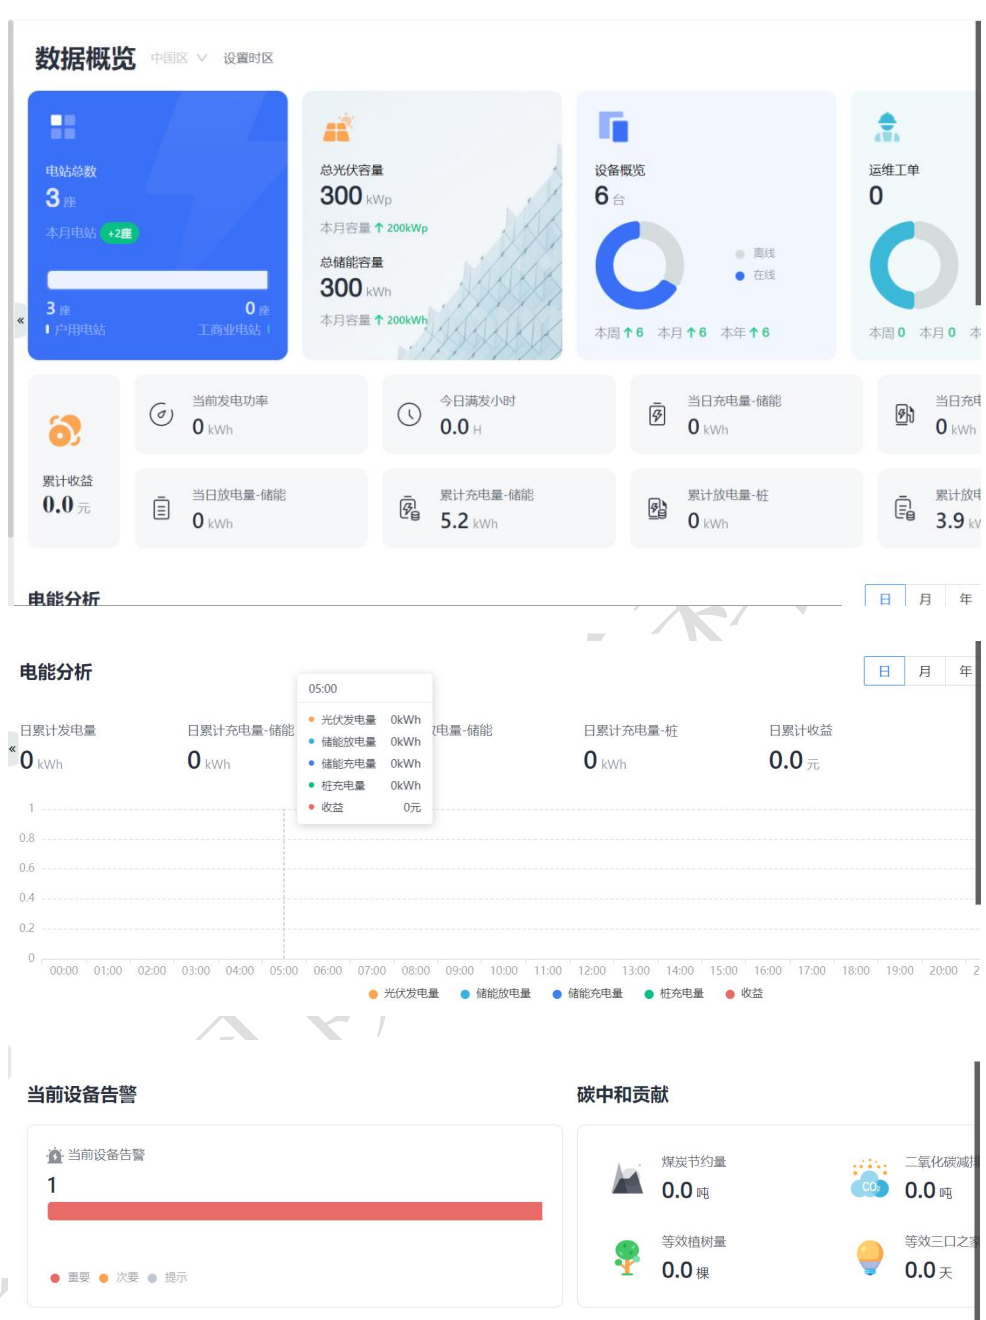 数据概览 中国区 设置时区
电站总数
3 座
本月电站 +2座
3 座 0 座
户用电站 工商业电站
总光伏容量
300 kWp
本月容量 ↑ 200kWp
总储能容量
300 kWh
本月容量 ↑ 200kWh
设备概览
6 台
离线
在线
本周 ↑ 6 本月 ↑ 6 本年 ↑ 6
运维工单
0
本周 0 本月 0
«
累计收益
0.0 元
当前发电功率
0 kWh
今日满发小时
0.0 H
当日充电量-储能
0 kWh
当日充电
0 kWh
当日放电量-储能
0 kWh
累计充电量-储能
5.2 kWh
累计放电量-桩
0 kWh
累计放电
3.9
电能分析 日 月 年
电能分析 日 月 年
05:00
光伏发电量 0kWh
储能放电量 0kWh
储能充电量 0kWh
桩充电量 0kWh
收益 0元
日累计发电量 日累计充电量-储能 电量-储能 日累计充电量-桩 日累计收益
« 0 kWh 0 kWh 0 kWh 0.0 元
1
0.8
0.6
0.4
0.2
0
00:00 01:00 02:00 03:00 04:00 05:00 06:00 07:00 08:00 09:00 10:00 11:00 12:00 13:00 14:00 15:00 16:00 17:00 18:00 19:00 20:00 2
光伏发电量 储能放电量 储能充电量 桩充电量 收益
当前设备告警
当前设备告警
1
重要 次要 提示
碳中和贡献
煤炭节约量
0.0 吨
CO₂
二氧化碳减排
0.0 吨
等效植树量
0.0 棵
等效三口之家
0.0 天